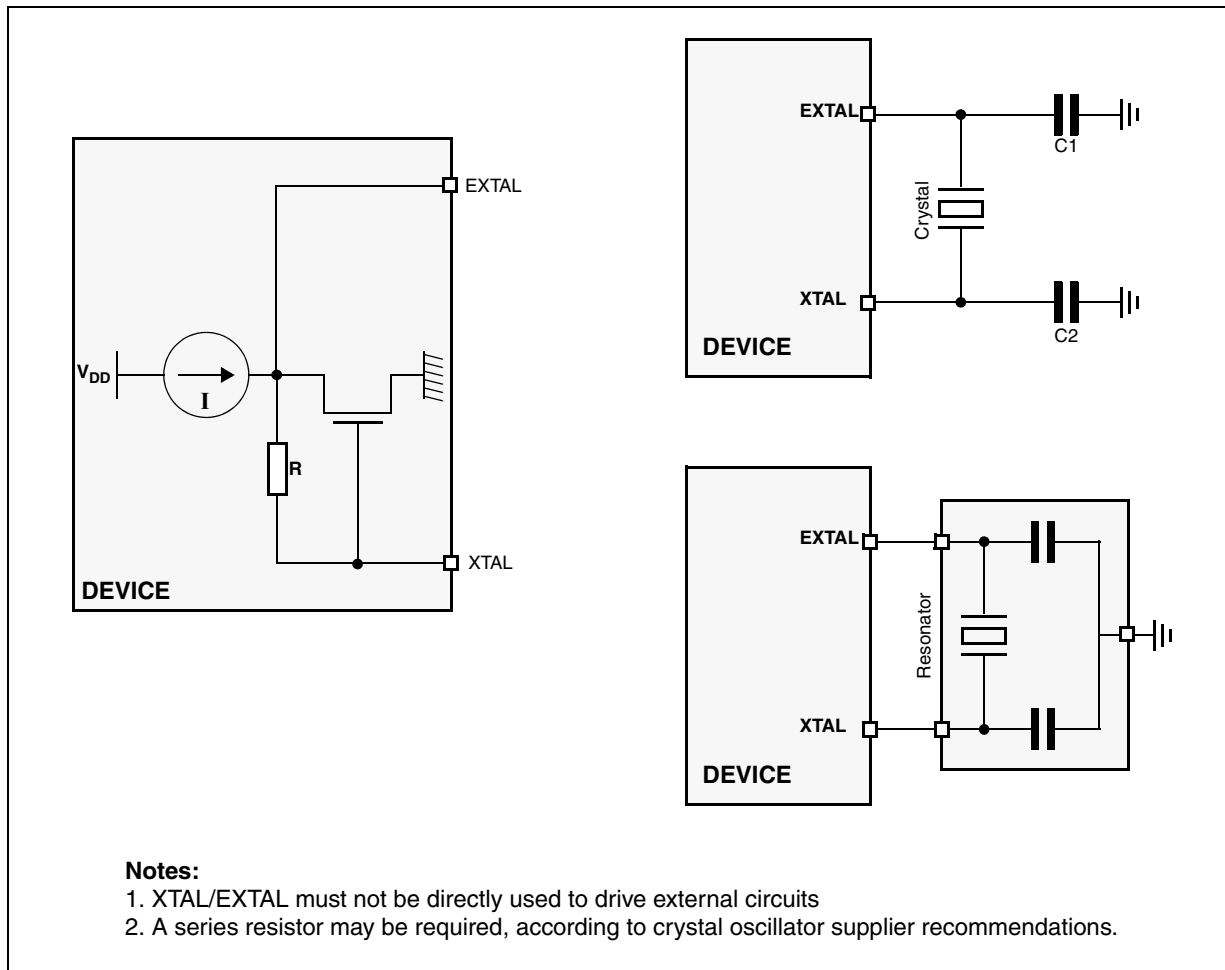 EXTAL
V_DD
I
R
XTAL
DEVICE
EXTAL
C1
Crystal
XTAL
C2
DEVICE
EXTAL
Resonator
XTAL
DEVICE
Notes:
1. XTAL/EXTAL must not be directly used to drive external circuits
2. A series resistor may be required, according to crystal oscillator supplier recommendations.